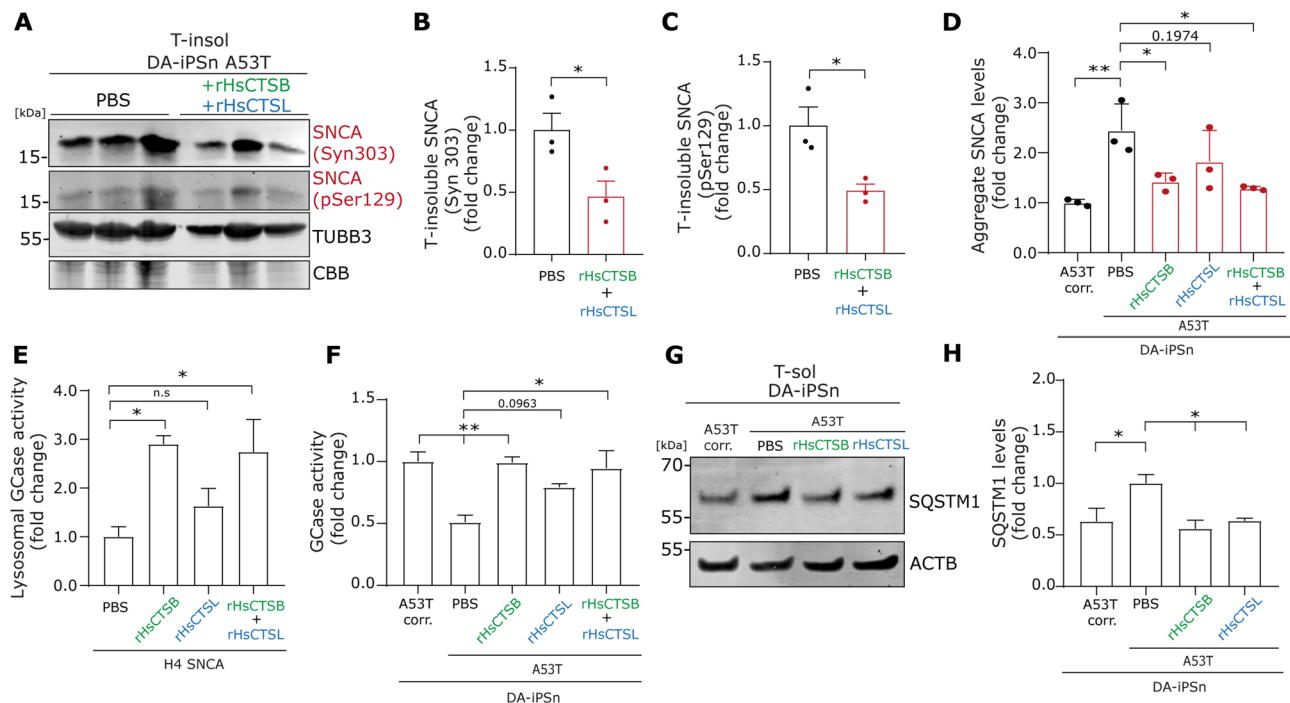 A
T-insol
DA-iPSn A53T
PBS
+rHsCTSB
+rHsCTSL
[kDa]
15
15
55
SNCA
(Syn303)
SNCA
(pSer129)
TUBB3
CBB
B
T-insoluble SNCA
(Syn 303)
(fold change)
1.5
1.0
0.5
0.0
*
PBS
rHsCTSB
+
rHsCTSL
C
T-insoluble SNCA
(pSer129)
(fold change)
1.5
1.0
0.5
0.0
*
PBS
rHsCTSB
+
rHsCTSL
D
Aggregate SNCA levels
(fold change)
4.0
3.0
2.0
1.0
0.0
*
0.1974
**
*
A53T
corr.
PBS
rHsCTSB
rHsCTSL
rHsCTSB
+
rHsCTSL
A53T
DA-iPSn
E
Lysosomal GCase activity
(fold change)
4.0
3.0
2.0
1.0
0.0
*
n.s
*
PBS
rHsCTSB
rHsCTSL
rHsCTSB
+
rHsCTSL
H4 SNCA
F
GCase activity
(fold change)
1.5
1.0
0.5
0.0
*
0.0963
**
A53T
corr.
PBS
rHsCTSB
rHsCTSL
rHsCTSB
+
rHsCTSL
A53T
DA-iPSn
G
T-sol
DA-iPSn
A53T
corr.
A53T
PBS
rHsCTSB
rHsCTSL
[kDa]
70
55
55
SQSTM1
ACTB
H
SQSTM1 levels
(fold change)
1.5
2.0
1.0
0.5
0.0
*
*
A53T
corr.
PBS
rHsCTSB
rHsCTSL
A53T
DA-iPSn